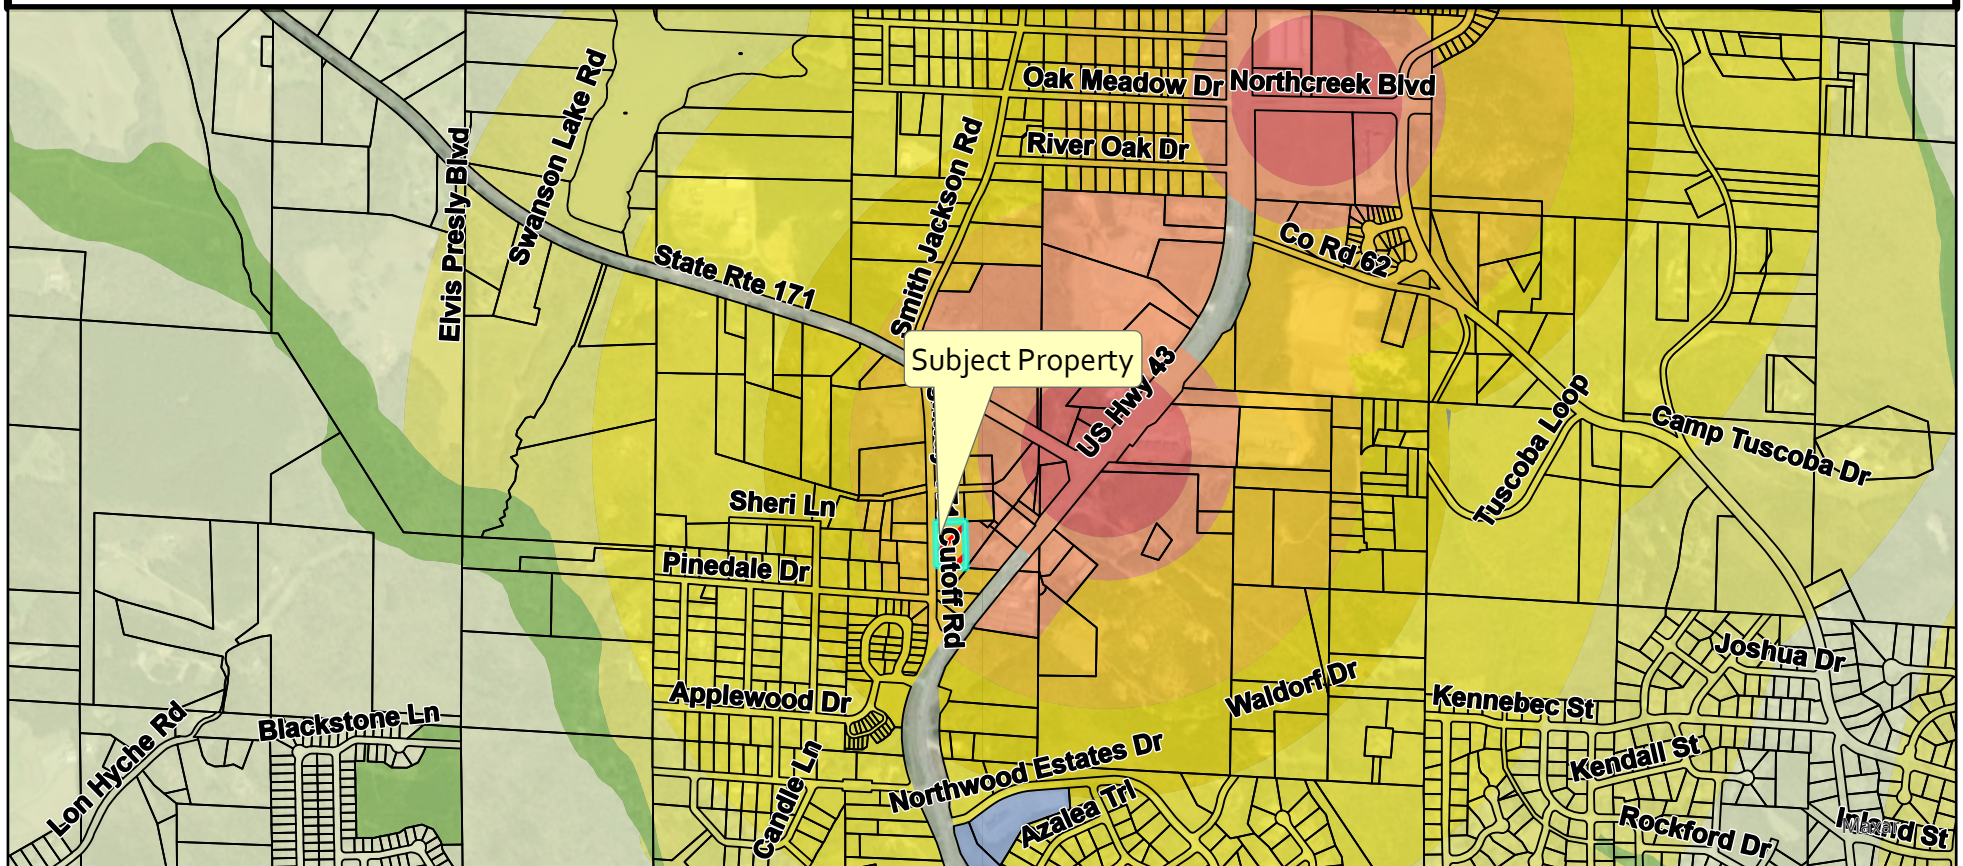 Oak Meadow Dr
Northcreek Blvd
River Oak Dr
Swanson Lake Rd
Elvis Presly Blvd
Smith Jackson Rd
State Rte 171
Co Rd 62
Subject Property
US Hwy 43
Tuscoba Loop
Camp Tuscoba Dr
Sheri Ln
Pinedale Dr
Cutoff Rd
Joshua Dr
Applewood Dr
Waldorf Dr
Kennebec St
Blackstone Ln
Lon Hyche Rd
Candle Ln
Northwood Estates Dr
Azalea Trl
Kendall St
Rockford Dr
Inland St
Maxar